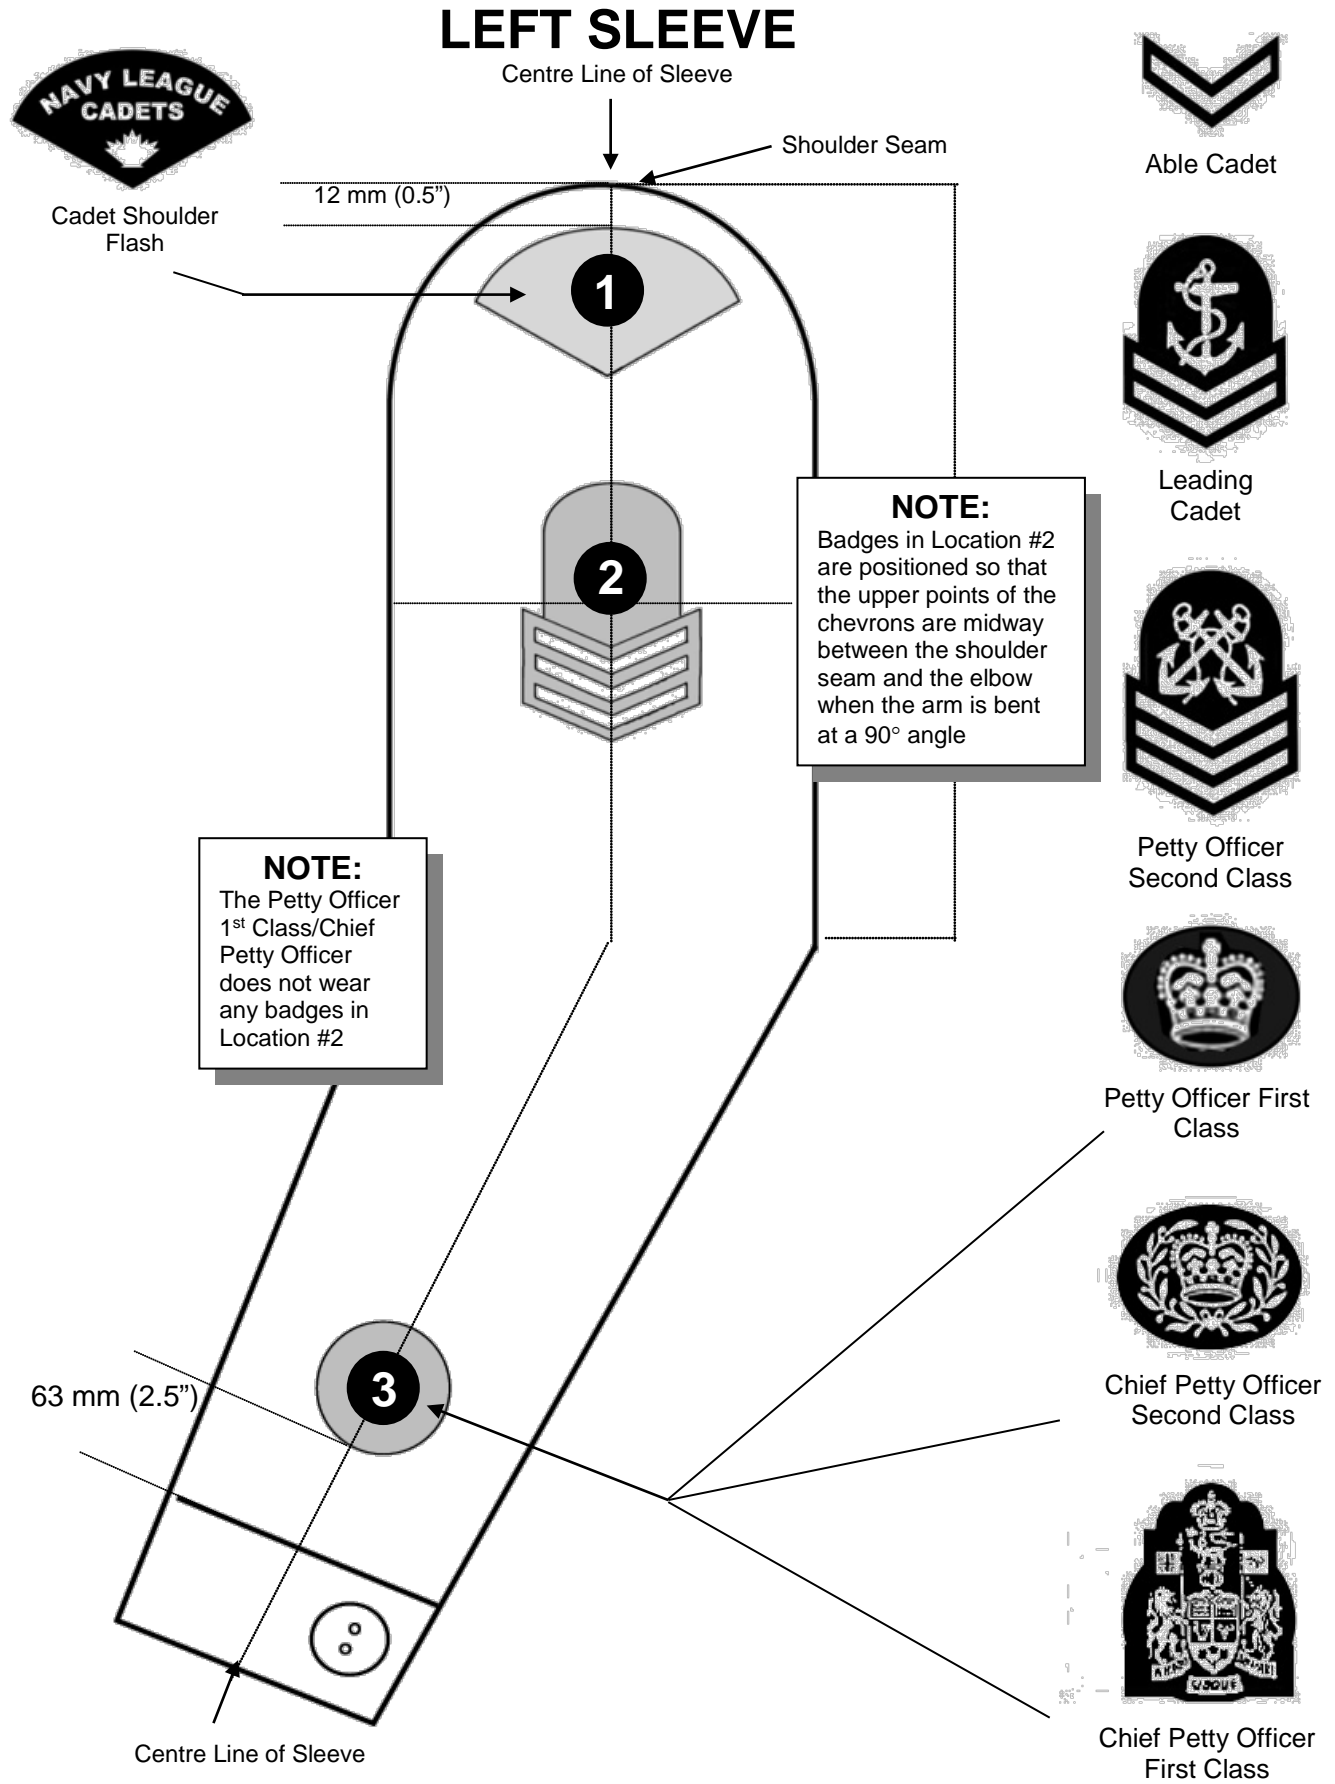 LEFT SLEEVE
Centre Line of Sleeve
NAVY LEAGUE
CADETS
Shoulder Seam
12 mm (0.5”)
Cadet Shoulder
Flash
1
Able Cadet
Leading
Cadet
2
NOTE:
Badges in Location #2
are positioned so that
the upper points of the
chevrons are midway
between the shoulder
seam and the elbow
when the arm is bent
at a 90° angle
Petty Officer
Second Class
NOTE:
The Petty Officer
1st Class/Chief
Petty Officer
does not wear
any badges in
Location #2
Petty Officer First
Class
63 mm (2.5”)
3
Chief Petty Officer
Second Class
USQUE
Centre Line of Sleeve
Chief Petty Officer
First Class